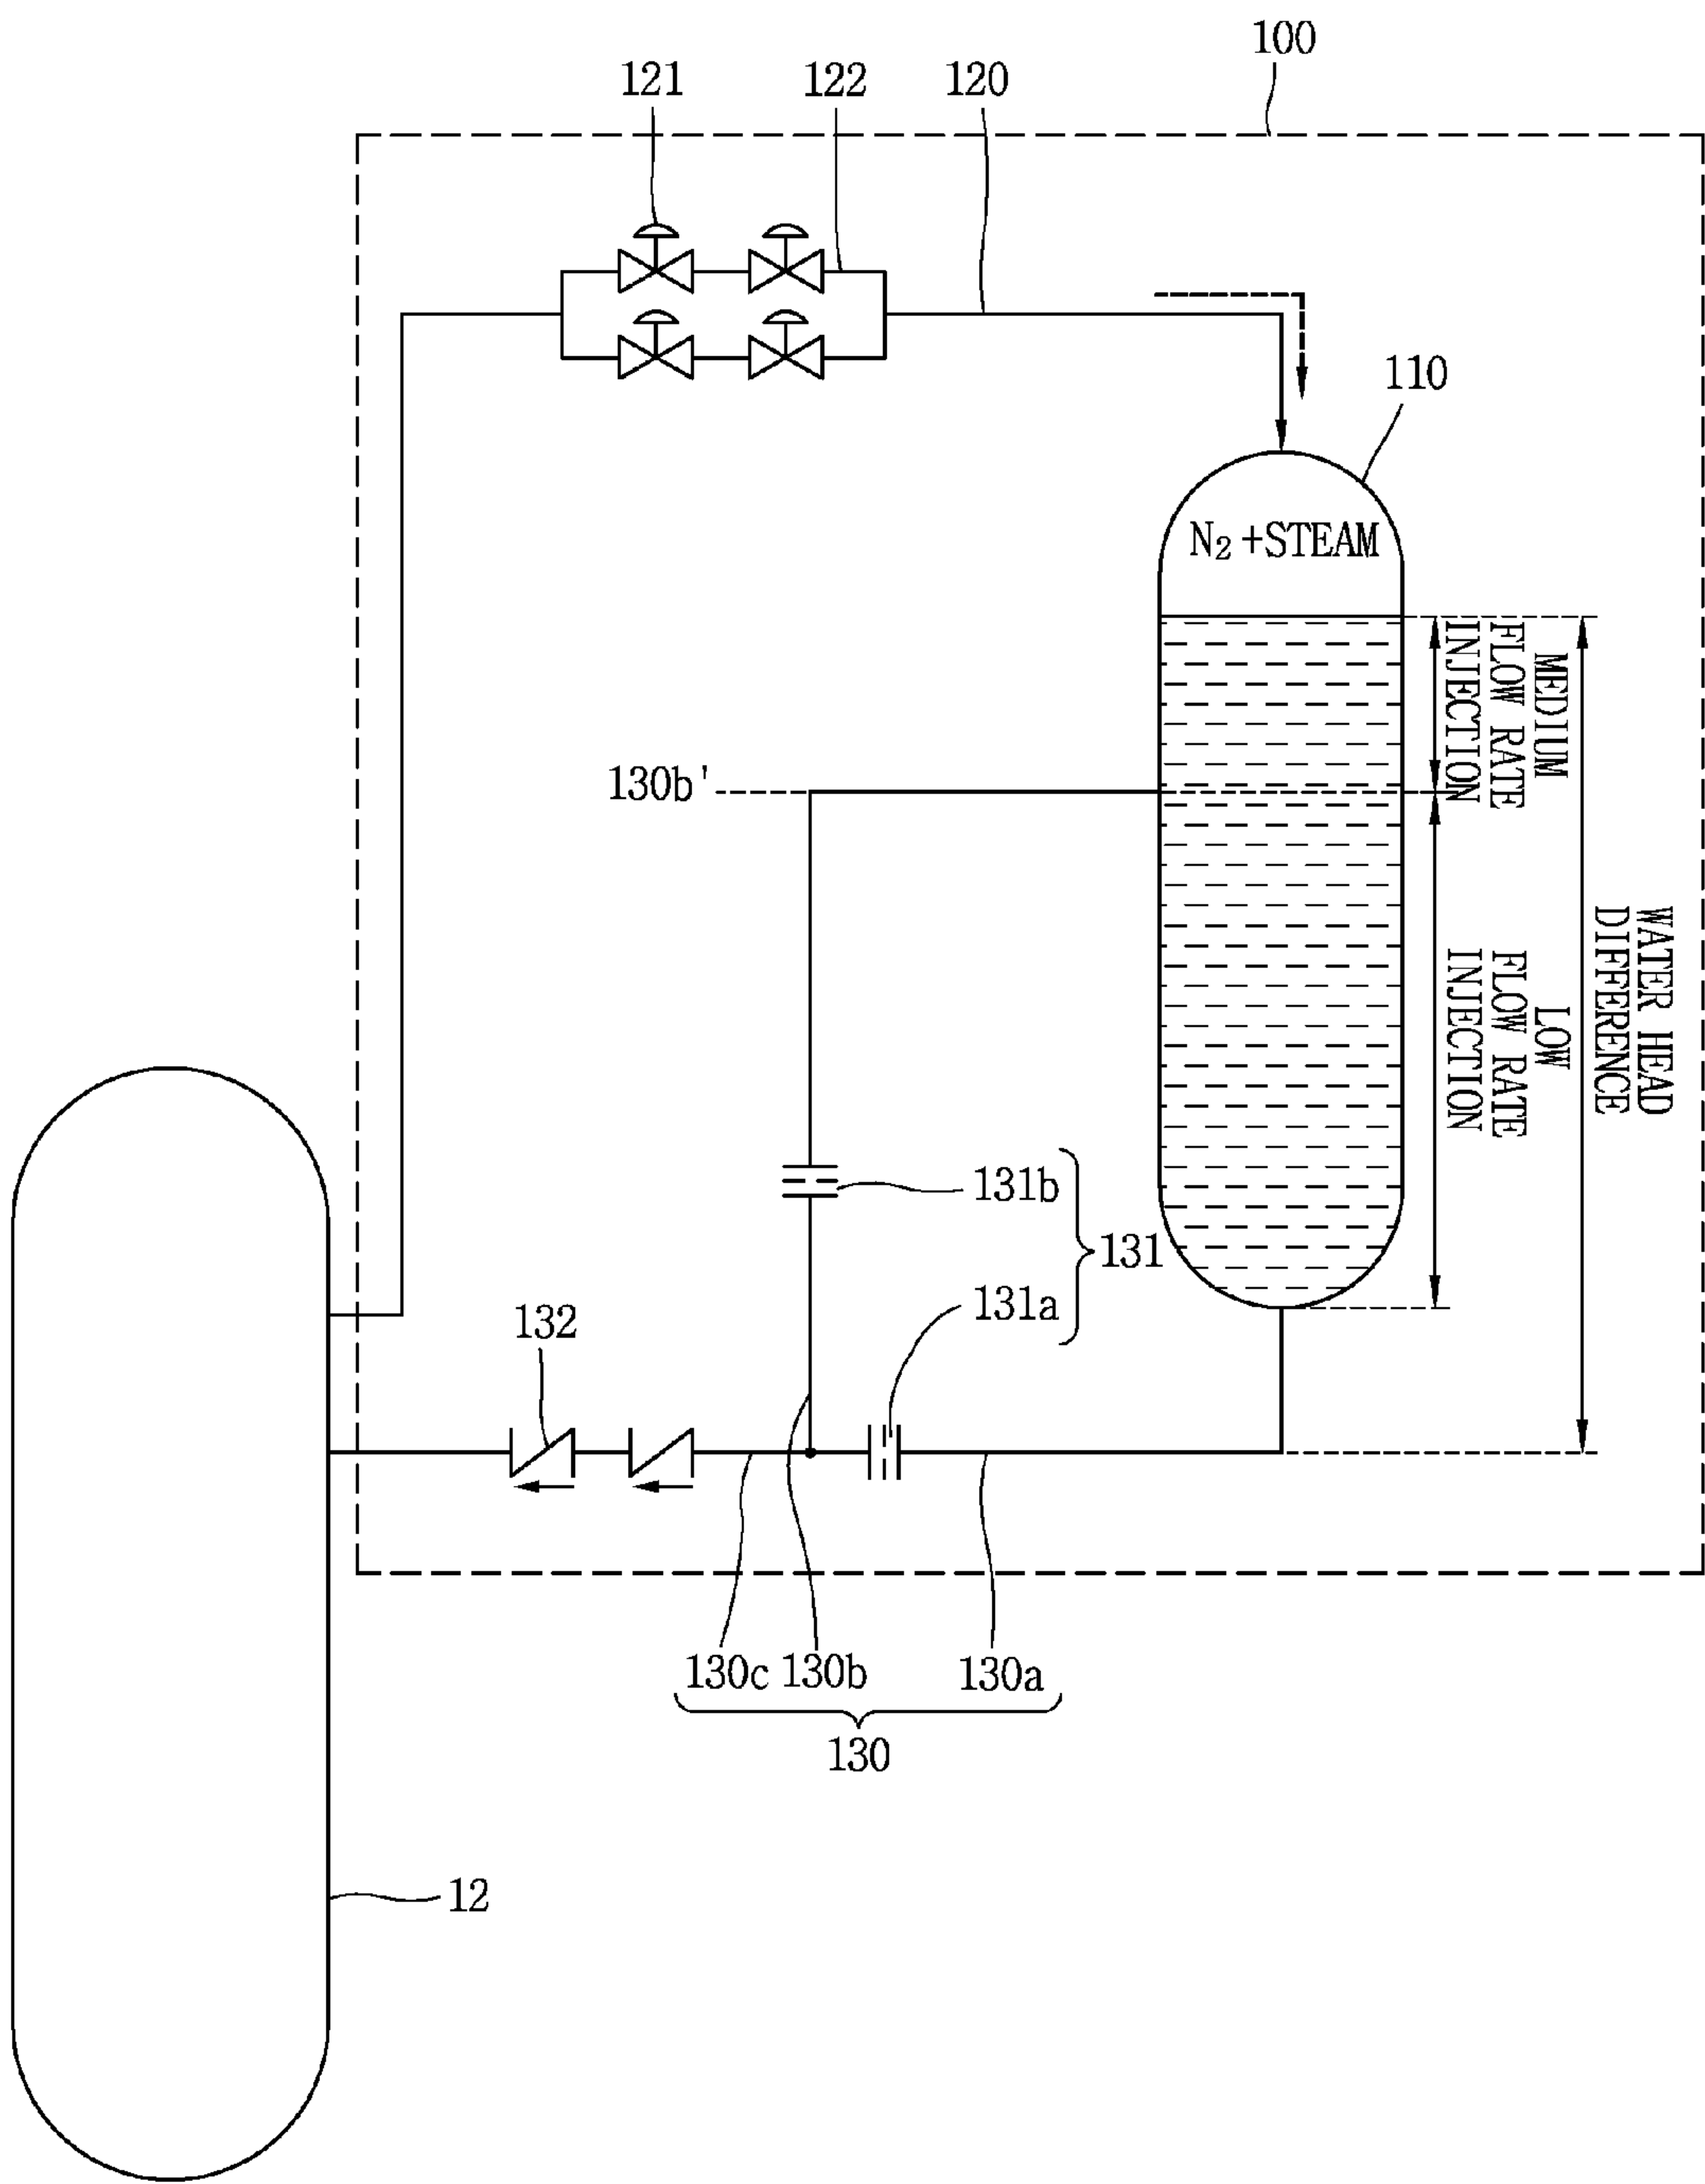 100
121
122
120
110
N₂+STEAM
MEDIUM
FLOW RATE
INJECTION
130b'
WATER HEAD
DIFFERENCE
LOW
FLOW RATE
INJECTION
131b
131
131a
132
130c
130b
130a
130
12